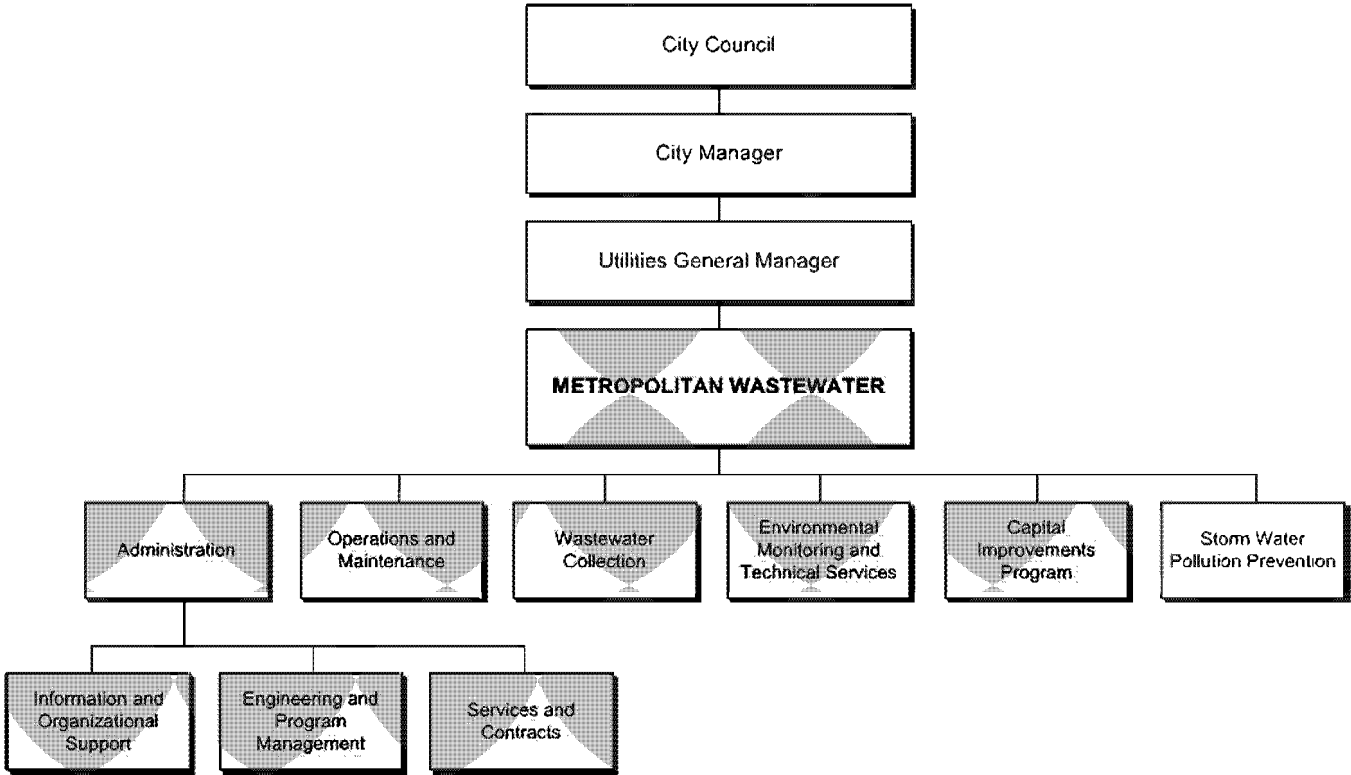 City Council
City Manager
Utilities General Manager
METROPOLITAN WASTEWATER
Administration
Operations and
Maintenance
Wastewater
Collection
Environmental
Monitoring and
Technical Services
Capital
Improvements
Program
Storm Water
Pollution Prevention
Information and
Organizational
Support
Engineering and
Program
Management
Services and
Contracts